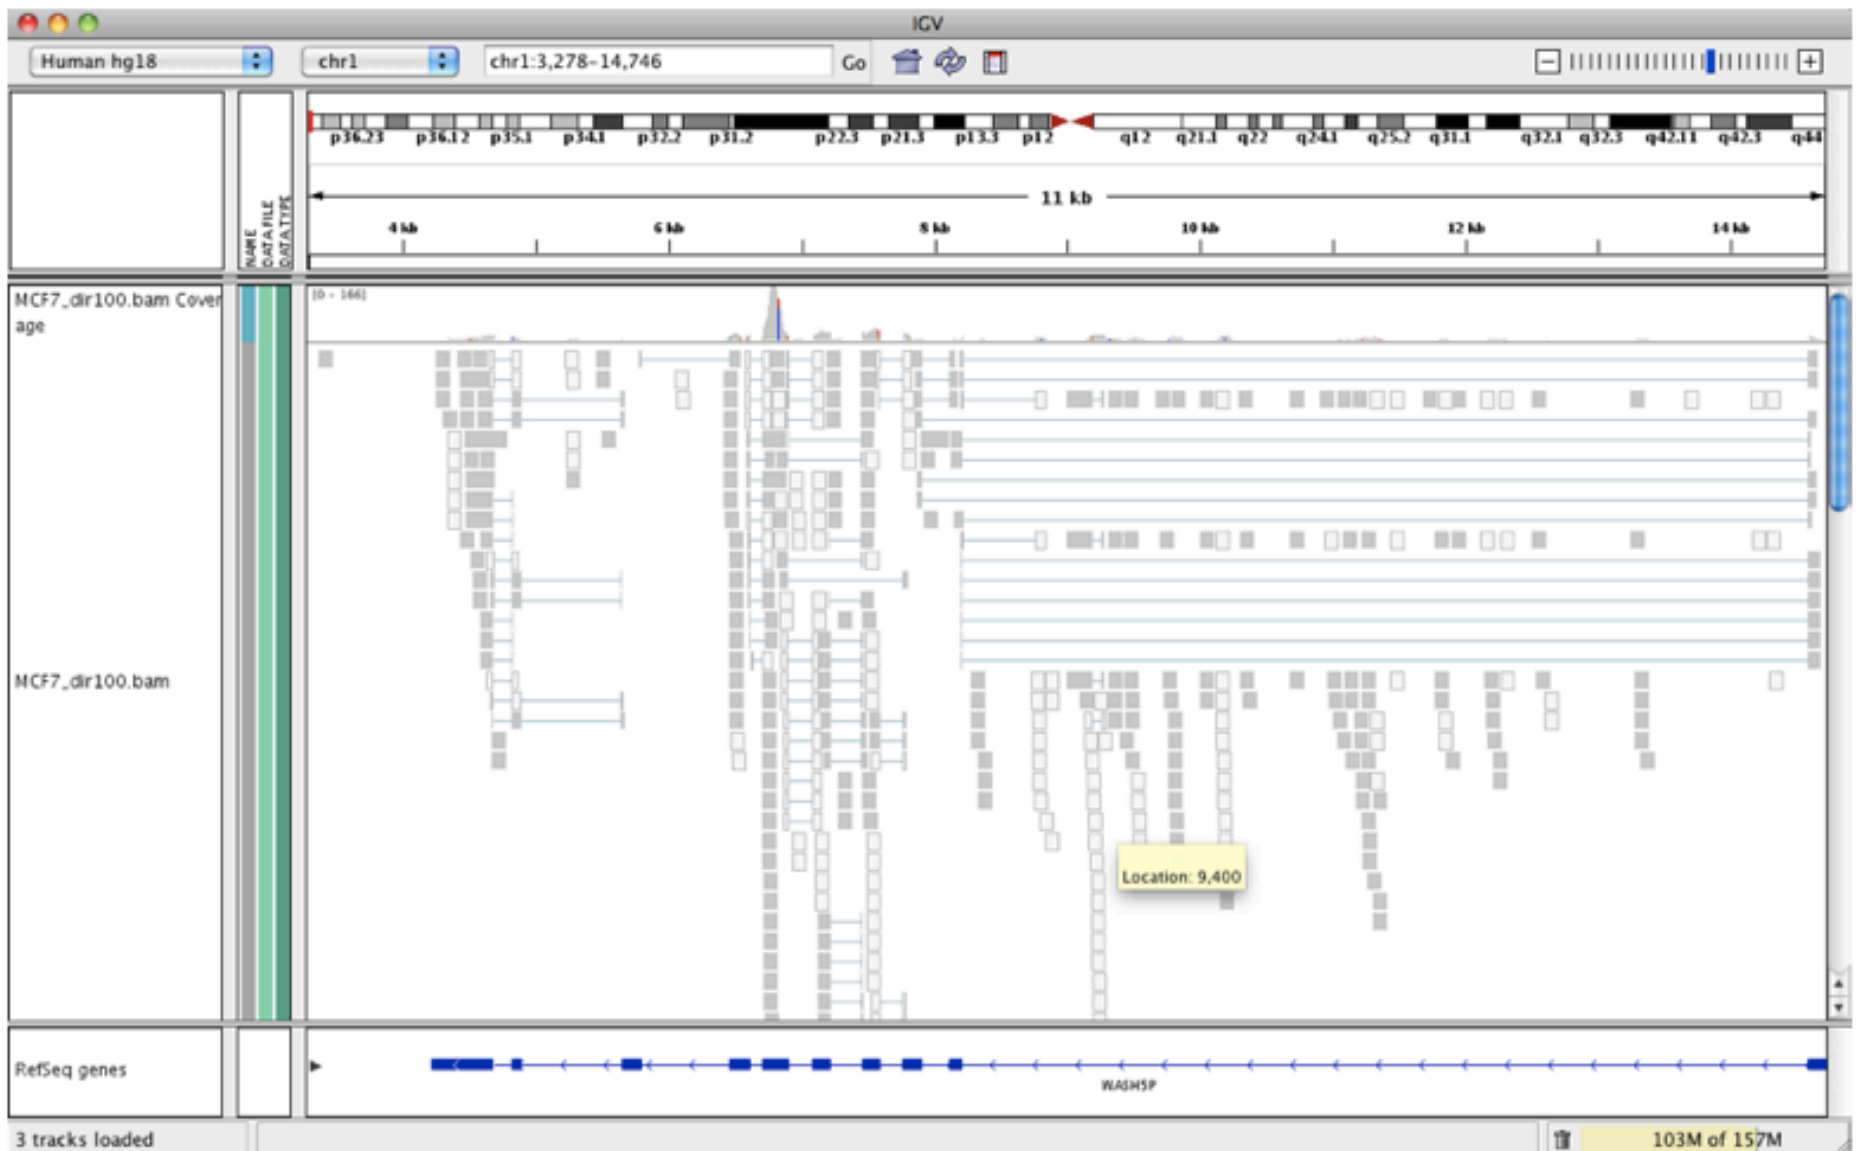 IGV
Human hg18 chr1 chr1:3,278-14,746 Go
p36.23 p36.12 p35.1 p34.1 p32.2 p31.2 p22.3 p21.3 p13.3 p12 q12 q21.1 q22 q24.1 q25.2 q31.1 q32.1 q32.3 q42.11 q42.3 q44
11 kb
NAME
DATA FILE
DATA TYPE
4 kb 6 kb 8 kb 10 kb 12 kb 14 kb
MCF7_dir100.bam Cover
age
[0 - 166]
MCF7_dir100.bam
Location: 9,400
RefSeq genes
WASH5P
3 tracks loaded 103M of 157M